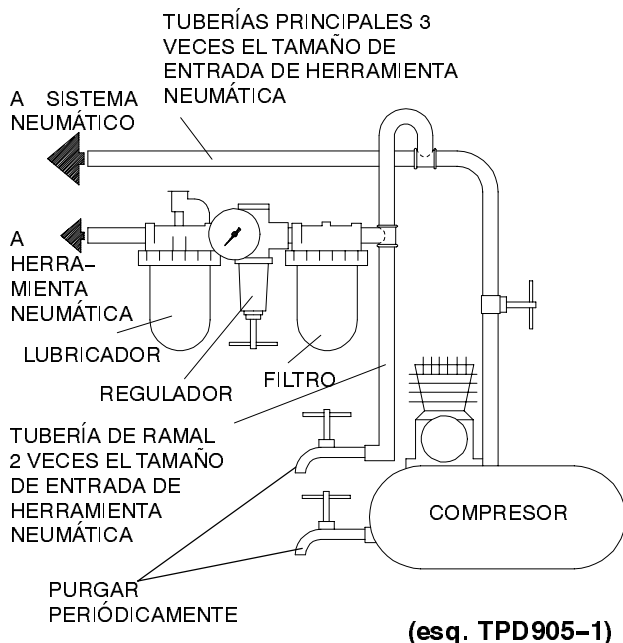 TUBERÍAS PRINCIPALES 3
VECES EL TAMAÑO DE
ENTRADA DE HERRAMIENTA
NEUMÁTICA
A SISTEMA
NEUMÁTICO
A
HERRA–
MIENTA
NEUMÁTICA
LUBRICADOR
REGULADOR
FILTRO
TUBERÍA DE RAMAL
2 VECES EL TAMAÑO
DE ENTRADA DE
HERRAMIENTA
NEUMÁTICA
COMPRESOR
PURGAR
PERIÓDICAMENTE
(esq. TPD905–1)